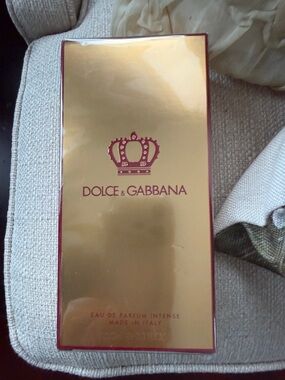 DOLCE & GABBANA
EAU DE PARFUM INTENSE
MADE IN ITALY